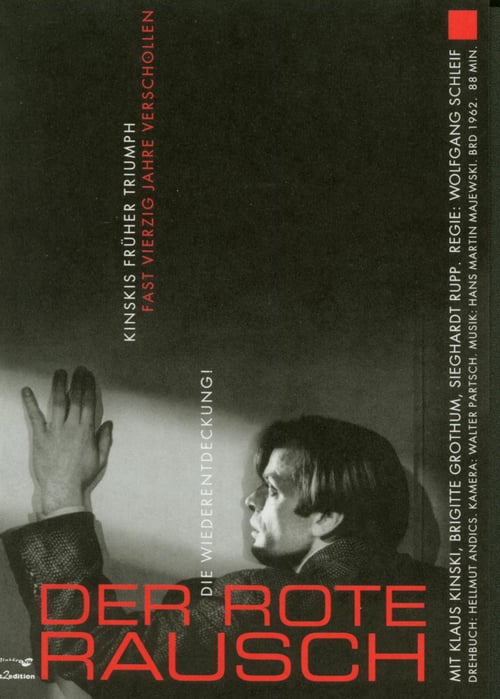 KINSKIS FRÜHER TRIUMPH
FAST VIERZIG JAHRE VERSCHOLLEN
DIE WIEDERENTDECKUNG!
DER ROTE
RAUSCH
MIT KLAUS KINSKI, BRIGITTE GROTHUM, SIEGHARDT RUPP. REGIE: WOLFGANG SCHLEIF
DREHBUCH: HELLMUT ANDICS. KAMERA: WALTER PARTSCH. MUSIK: HANS MARTIN MAJEWSKI. BRD 1962. 88 MIN.
2edition